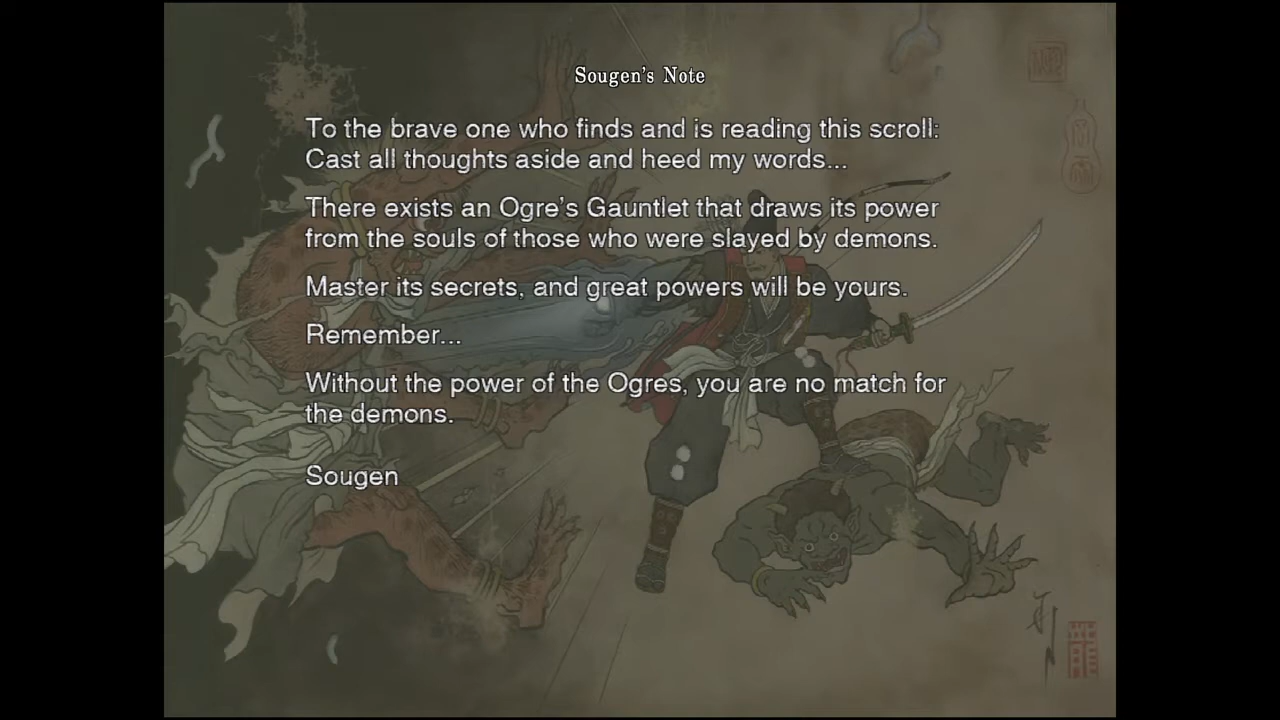 Sougen's Note
To the brave one who finds and is reading this scroll:
Cast all thoughts aside and heed my words...
There exists an Ogre's Gauntlet that draws its power
from the souls of those who were slayed by demons.
Master its secrets, and great powers will be yours.
Remember...
Without the power of the Ogres, you are no match for
the demons.
Sougen